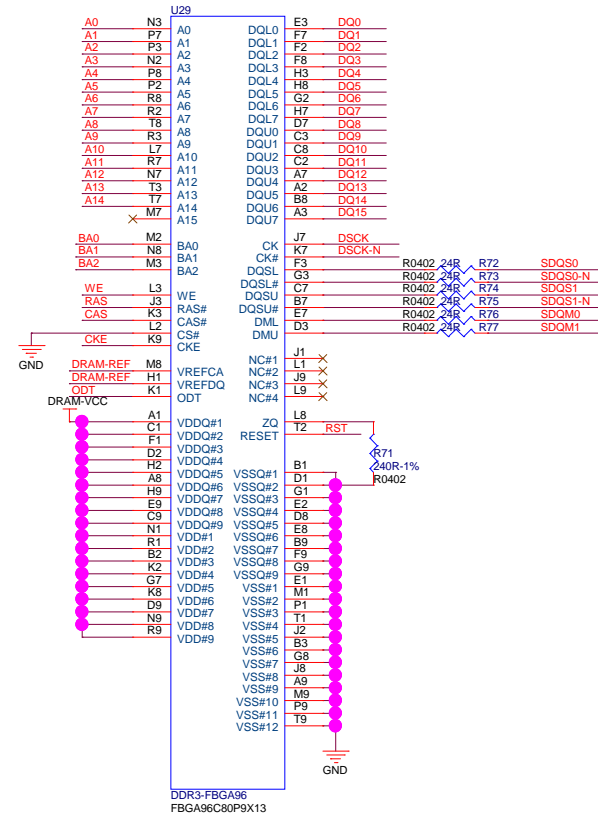 U29
A0 N3 A0 DQL0 E3 DQ0
A1 P7 A1 DQL1 F7 DQ1
A2 P3 A2 DQL2 F2 DQ2
A3 N2 A3 DQL3 F8 DQ3
A4 P8 A4 DQL4 H3 DQ4
A5 P2 A5 DQL5 H8 DQ5
A6 R8 A6 DQL6 G2 DQ6
A7 R2 A7 DQL7 H7 DQ7
A8 T8 A8 DQU0 D7 DQ8
A9 R3 A9 DQU1 C3 DQ9
A10 L7 A10 DQU2 C8 DQ10
A11 R7 A11 DQU3 C2 DQ11
A12 N7 A12 DQU4 A7 DQ12
A13 T3 A13 DQU5 A2 DQ13
A14 T7 A14 DQU6 B8 DQ14
M7 A15 DQU7 A3 DQ15
BA0 M2 BA0 CK J7 DSCK
BA1 N8 BA1 CK# K7 DSCK-N
BA2 M3 BA2 DQSL F3 R0402 24R R72 SDQS0
DQSL# G3 R0402 24R R73 SDQS0-N
WE L3 WE DQSU C7 R0402 24R R74 SDQS1
RAS J3 RAS# DQSU# B7 R0402 24R R75 SDQS1-N
CAS K3 CAS# DML E7 R0402 24R R76 SDQM0
L2 CS# DMU D3 R0402 24R R77 SDQM1
CKE K9 CKE
GND
NC#1 J1
DRAM-REF M8 VREFCA NC#2 L1
DRAM-REF H1 VREFDQ NC#3 J9
ODT K1 ODT NC#4 L9
DRAM-VCC
A1 VDDQ#1 ZQ L8
C1 VDDQ#2 RESET T2 RST
F1 VDDQ#3
D2 VDDQ#4 R71
H2 VDDQ#5 VSSQ#1 B1 240R-1%
A8 VDDQ#6 VSSQ#2 D1 R0402
H9 VDDQ#7 VSSQ#3 G1
E9 VDDQ#8 VSSQ#4 E2
C9 VDDQ#9 VSSQ#5 D8
N1 VDD#1 VSSQ#6 E8
R1 VDD#2 VSSQ#7 B9
B2 VDD#3 VSSQ#8 F9
K2 VDD#4 VSSQ#9 G9
G7 VDD#5 VSS#1 E1
K8 VDD#6 VSS#2 M1
D9 VDD#7 VSS#3 P1
N9 VDD#8 VSS#4 T1
R9 VDD#9 VSS#5 J2
VSS#6 B3
VSS#7 G8
VSS#8 J8
VSS#9 A9
VSS#10 M9
VSS#11 P9
VSS#12 T9
GND
DDR3-FBGA96
FBGA96C80P9X13